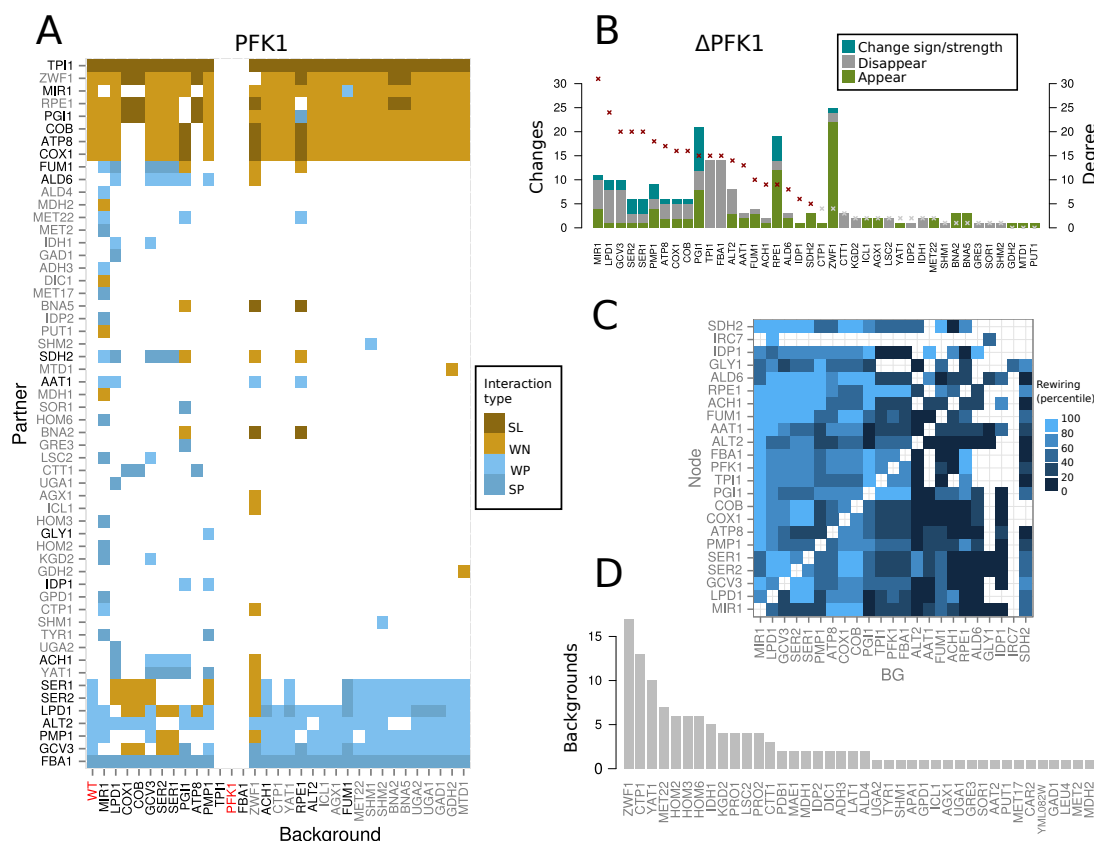 A
PFK1
TPI1
ZWF1
MIR1
RPE1
PGI1
COB
ATP8
COX1
FUM1
ALD6
ALD4
MDH2
MET22
MET2
IDH1
GAD1
ADH3
DIC1
MET17
BNA5
IDP2
PUT1
SHM2
SDH2
MTD1
AAT1
MDH1
SOR1
HOM6
BNA2
GRE3
LSC2
CTT1
UGA1
AGX1
ICL1
HOM3
GLY1
HOM2
KGD2
GDH2
IDP1
GPD1
CTP1
SHM1
TYR1
UGA2
ACH1
YAT1
SER1
SER2
LPD1
ALT2
PMP1
GCV3
FBA1
Partner
WT MIR1 LPD1 COX1 COB GCV3 SER2 SER1 PGI1 ATP8 PMP1 TPI1 PFK1 FBA1 ZWF1 ACH1 CTP1 YAT1 RPE1 ALT2 ICL1 AGX1 FUM1 MET22 SHM1 SHM2 BNA2 BNA5 UGA2 UGA1 GDH2 MTD1
Background
Interaction
type
SL
WN
WP
SP
B
ΔPFK1
Change sign/strength
Disappear
Appear
30
25
20
15
10
5
0
Changes
30
25
20
15
10
5
0
Degree
MIR1 LPD1 GCV3 SER2 SER1 PMP1 ATP8 COX1 COB PGI1 TPI1 FBA1 ALT2 AAT1 FUM1 ACH1 RPE1 ALD6 IDP1 SDH2 CTP1 ZWF1 CTT1 KGD2 ICL1 AGX1 LSC2 YAT1 IDP2 IDH1 MET22 SHM1 BNA2 BNA5 GRE3 SOR1 SHM2 GDH2 MTD1 PUT1
C
SDH2
IRC7
IDP1
GLY1
ALD6
RPE1
ACH1
FUM1
AAT1
ALT2
FBA1
PFK1
TPI1
PGI1
COB
COX1
ATP8
PMP1
SER1
SER2
GCV3
LPD1
MIR1
Node
MIR1 LPD1 GCV3 SER2 SER1 PMP1 ATP8 COX1 COB PGI1 TPI1 PFK1 FBA1 ALT2 AAT1 FUM1 ACH1 RPE1 ALD6 GLY1 IDP1 IRC7 SDH2
BG
Rewiring
(percentile)
100
80
60
40
20
0
D
15
10
5
0
Backgrounds
ZWF1 CTP1 YAT1 MET22 HOM2 HOM3 HOM6 IDH1 KGD2 PRO1 LSC2 PRO2 CTT1 PDB1 MAE1 MDH1 IDP2 DIC1 ADH3 LAT1 ALD4 UGA2 TYR1 SHM1 APA2 GPD1 ICL1 AGX1 UGA1 GRE3 SOR1 AAT2 PUT1 MET17 CAR2 YML082W GAD1 LEU4 MET2 MDH2